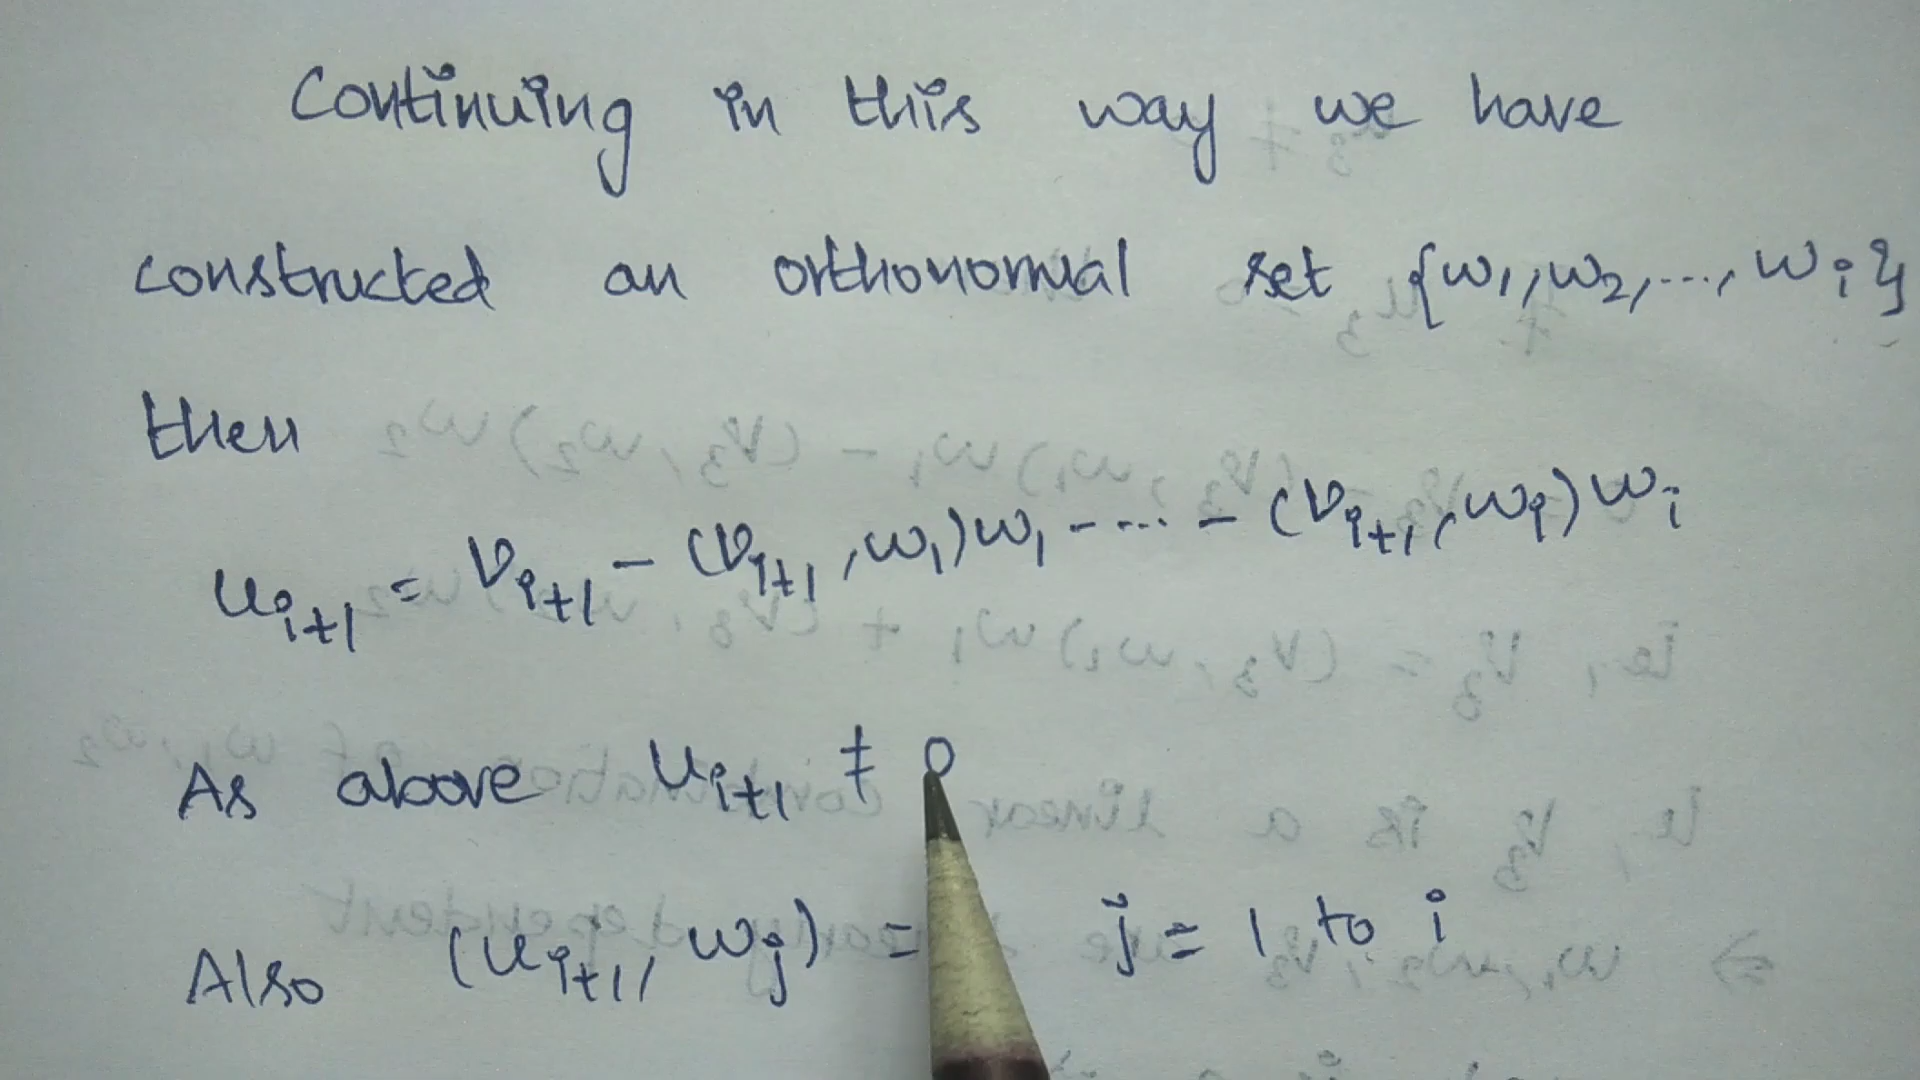 Continuing in this way we have
constructed an orthonormal set {w₁,w₂,...,wᵢ}
then
uᵢ₊₁ = vᵢ₊₁ - (vᵢ₊₁,w₁)w₁ - ... - (vᵢ₊₁,wᵢ)wᵢ
As above uᵢ₊₁ ≠ 0
Also (uᵢ₊₁, wⱼ) = j = 1 to i